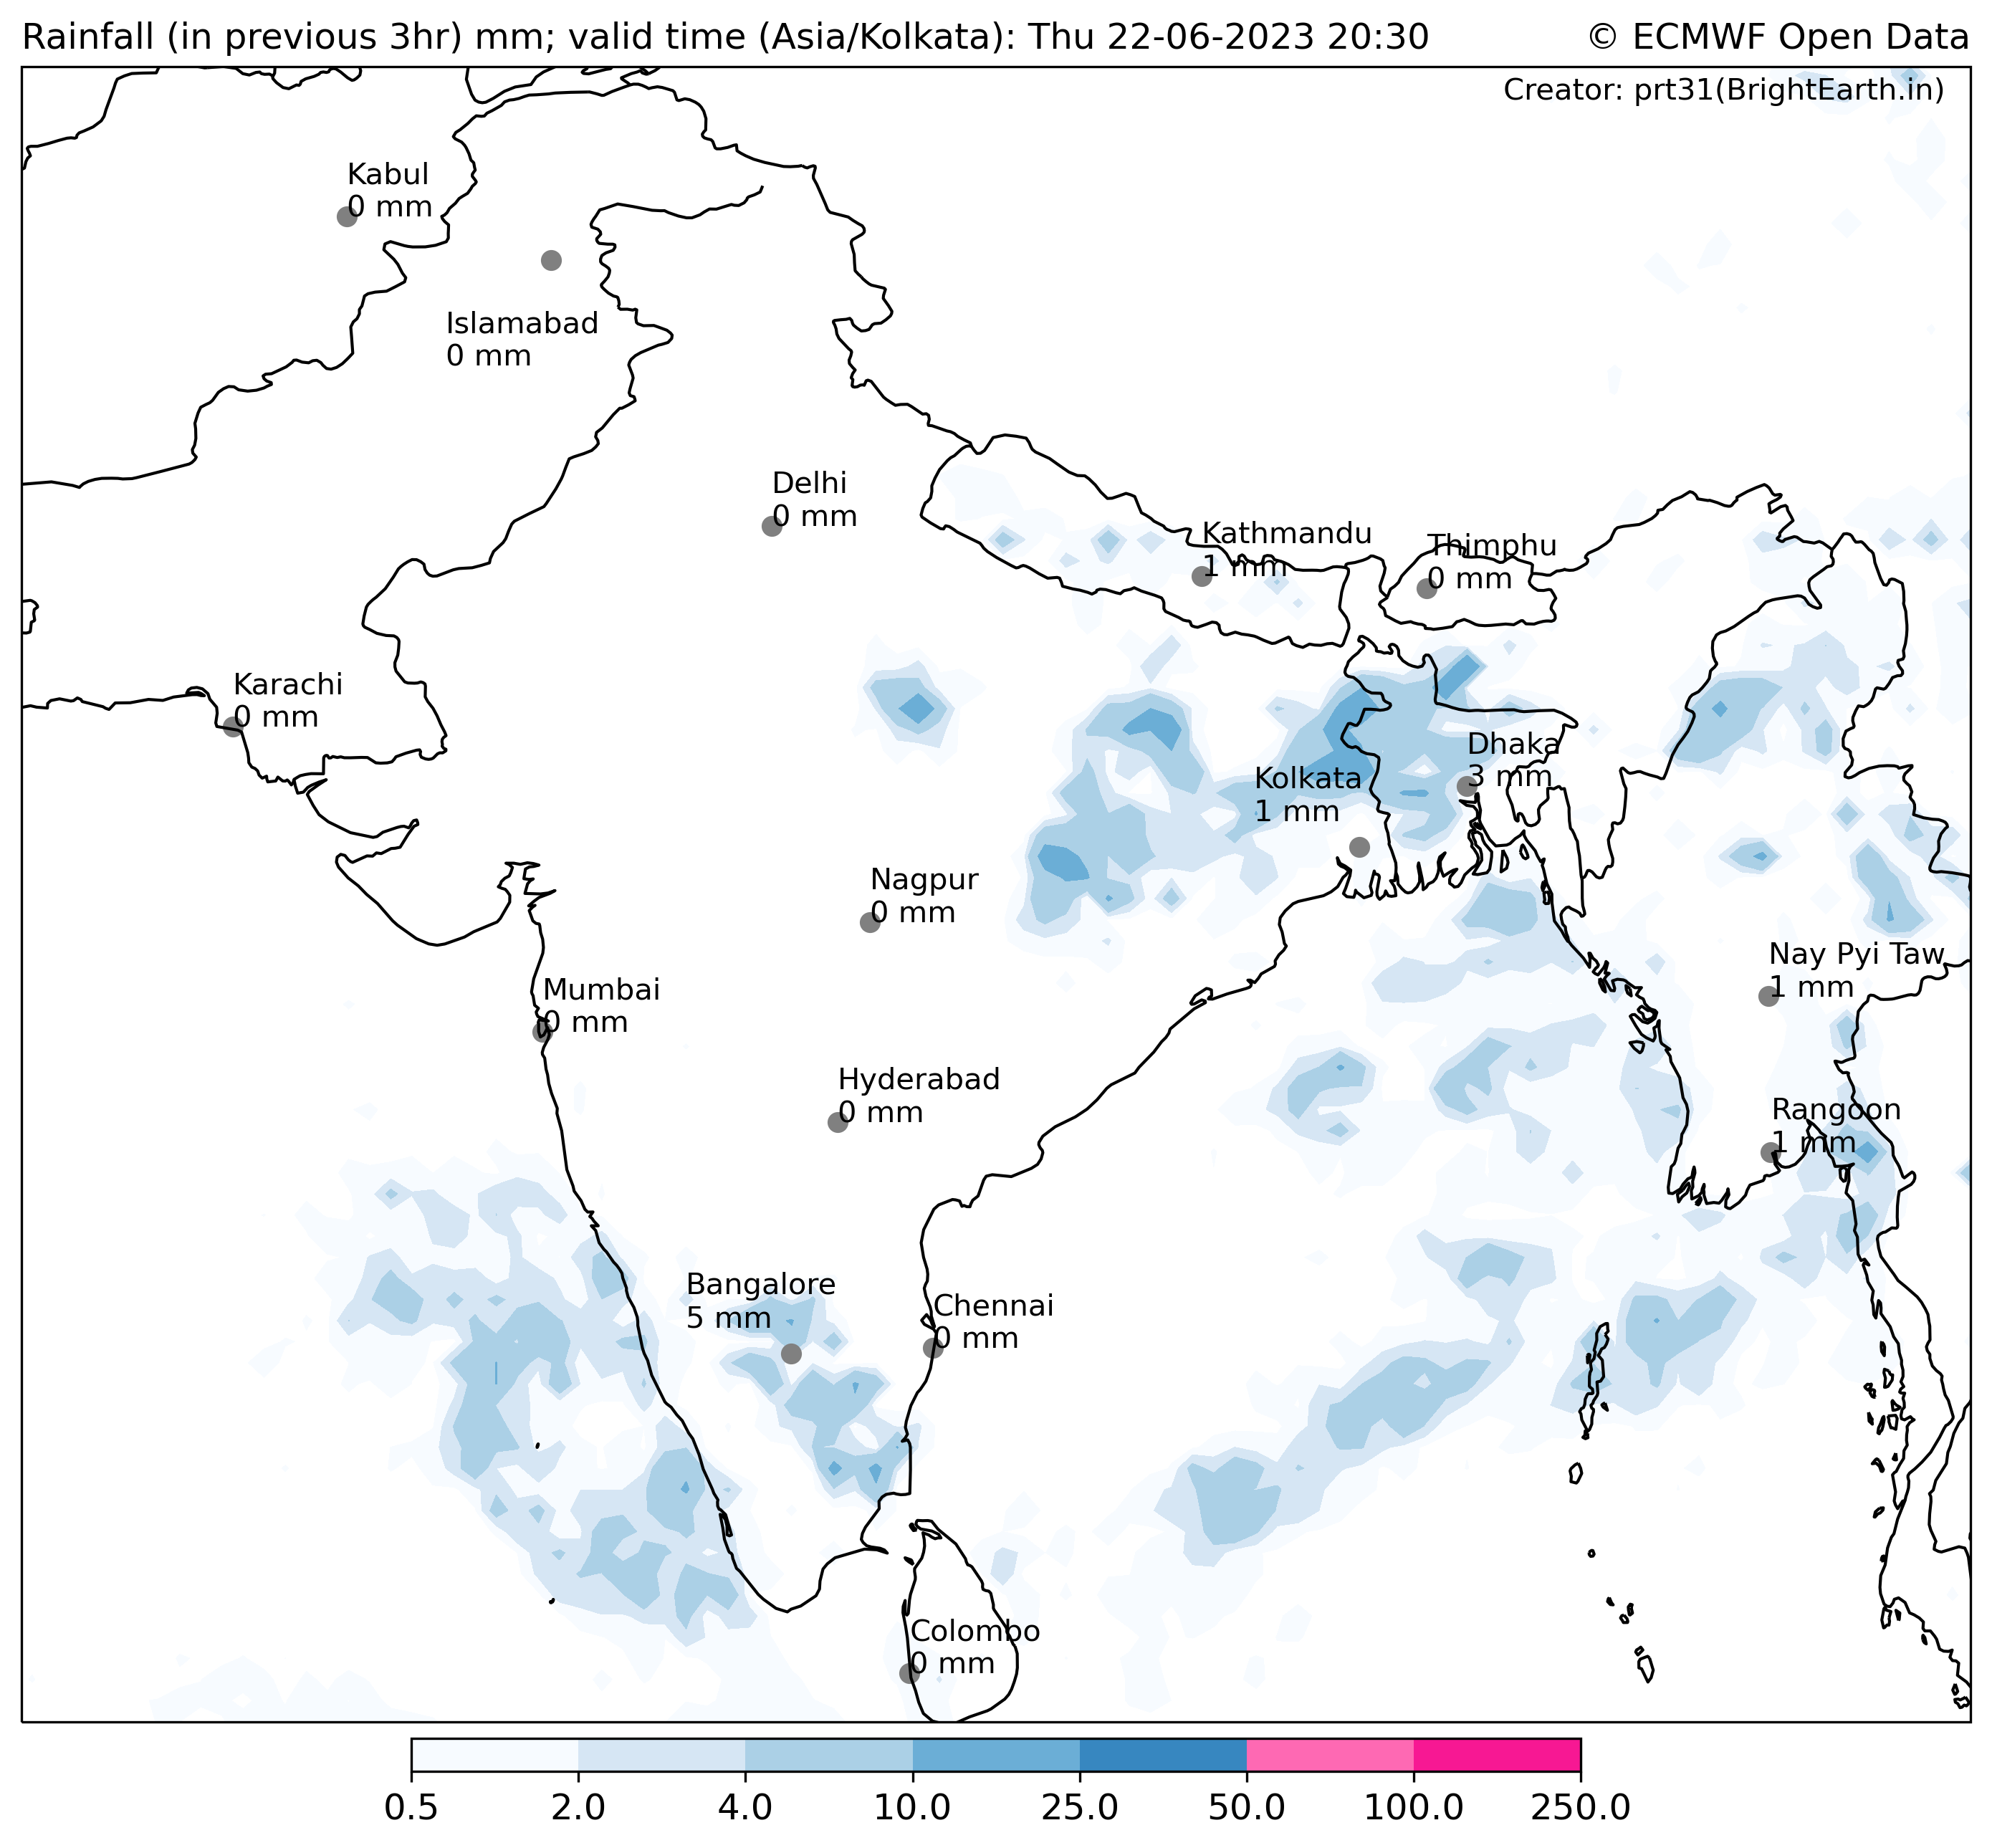 Rainfall (in previous 3hr) mm; valid time (Asia/Kolkata): Thu 22-06-2023 20:30
© ECMWF Open Data
Creator: prt31(BrightEarth.in)
Kabul
0 mm
Islamabad
0 mm
Delhi
0 mm
Kathmandu
1 mm
Thimphu
0 mm
Karachi
0 mm
Dhaka
3 mm
Kolkata
1 mm
Nagpur
0 mm
Nay Pyi Taw
1 mm
Mumbai
0 mm
Hyderabad
0 mm
Rangoon
1 mm
Bangalore
5 mm
Chennai
0 mm
Colombo
0 mm
0.5 2.0 4.0 10.0 25.0 50.0 100.0 250.0